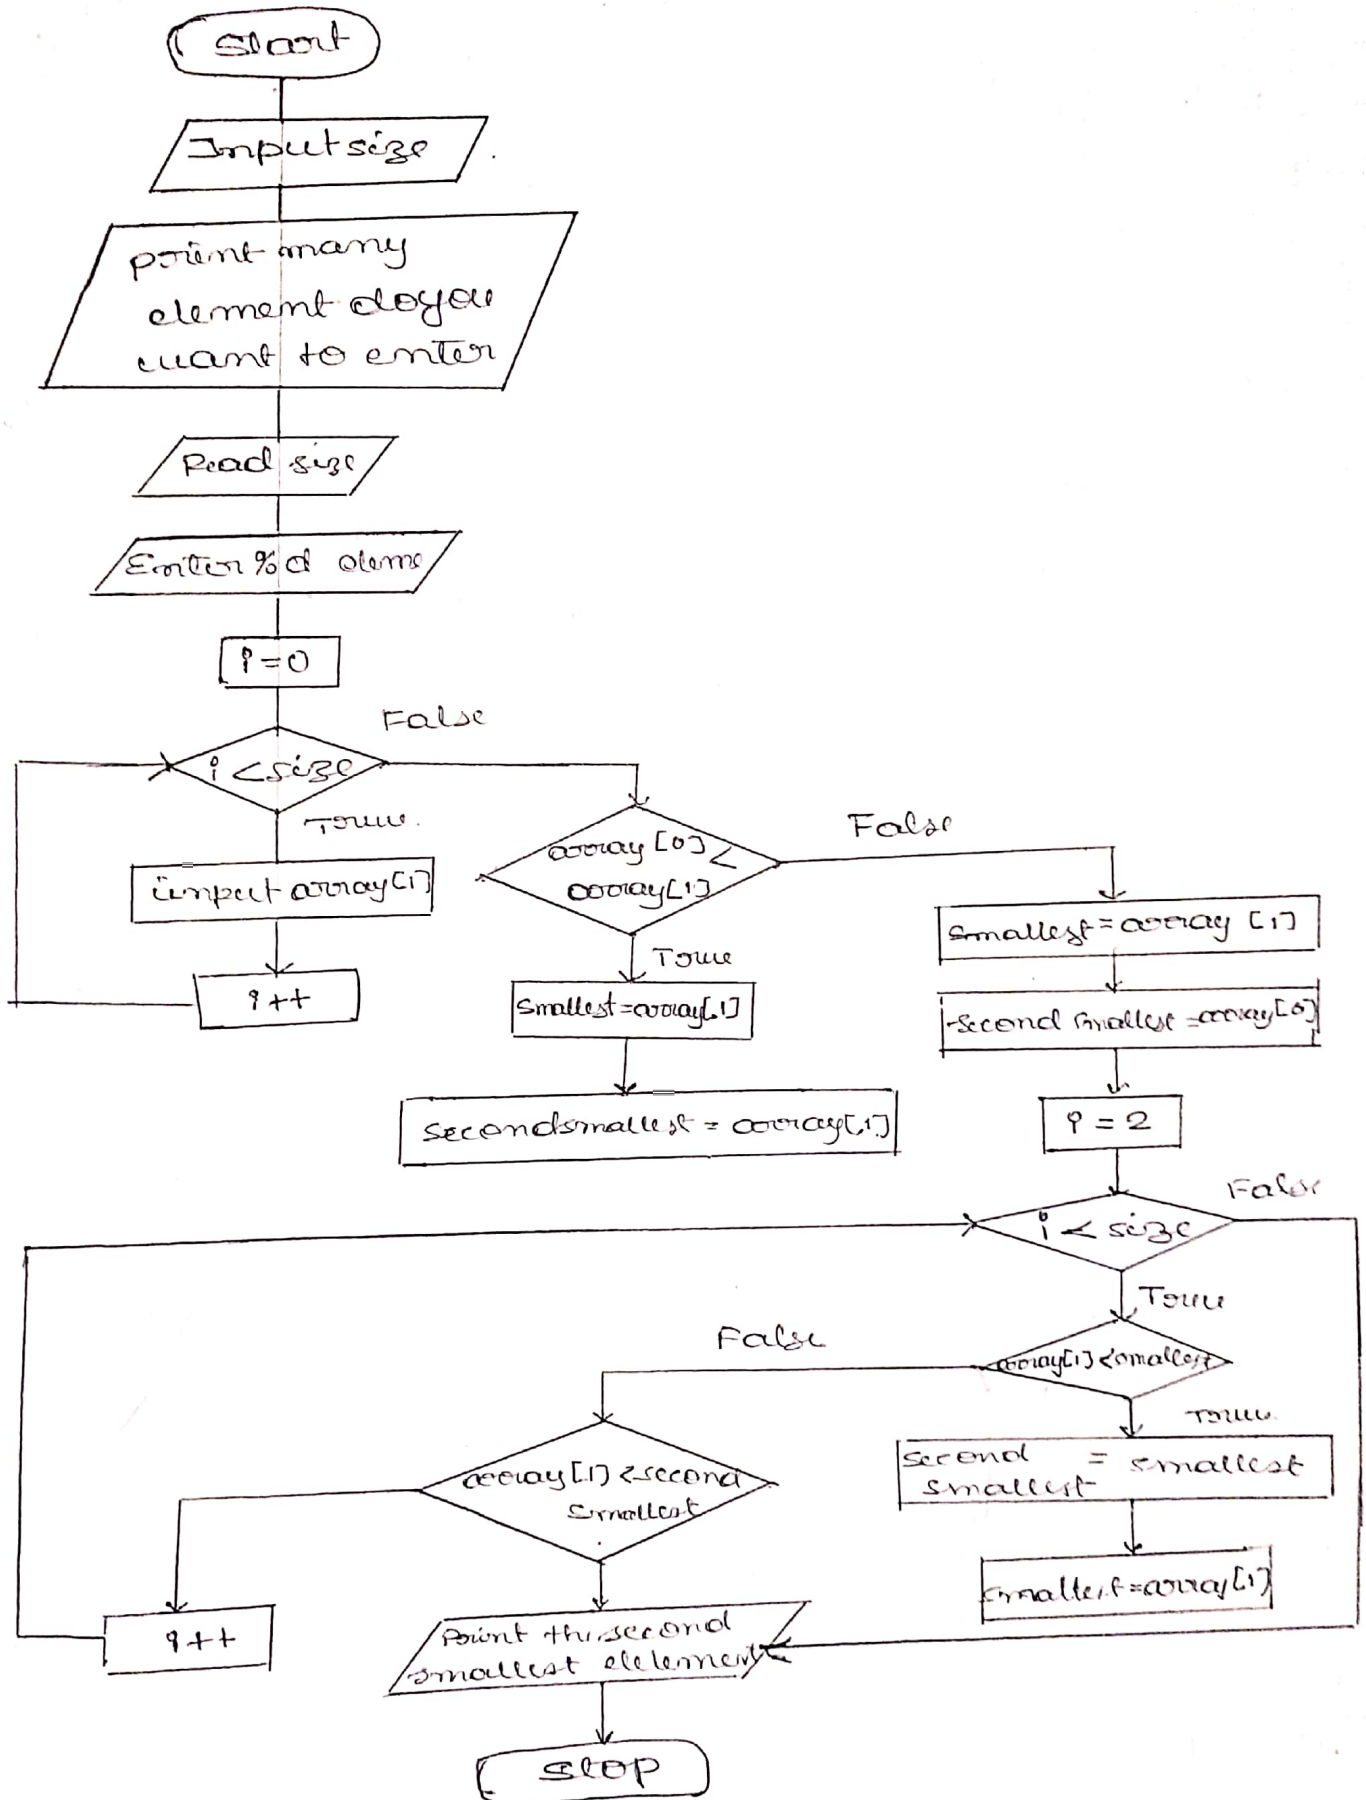 Start
Input size
print many
element do you
want to enter
Read size
Enter %d eleme
i=0
False
i < size
True
input array[i]
i++
array[0] <
array[1]
False
True
Smallest=array[1]
secondsmallest = array[1]
smallest = array [1]
second smallest =array[0]
i = 2
i < size
False
True
array[i] <smallest
False
True
second = smallest
smallest
smallest=array[i]
array[i] <second
smallest
i++
Print the second
smallest elelement
stop